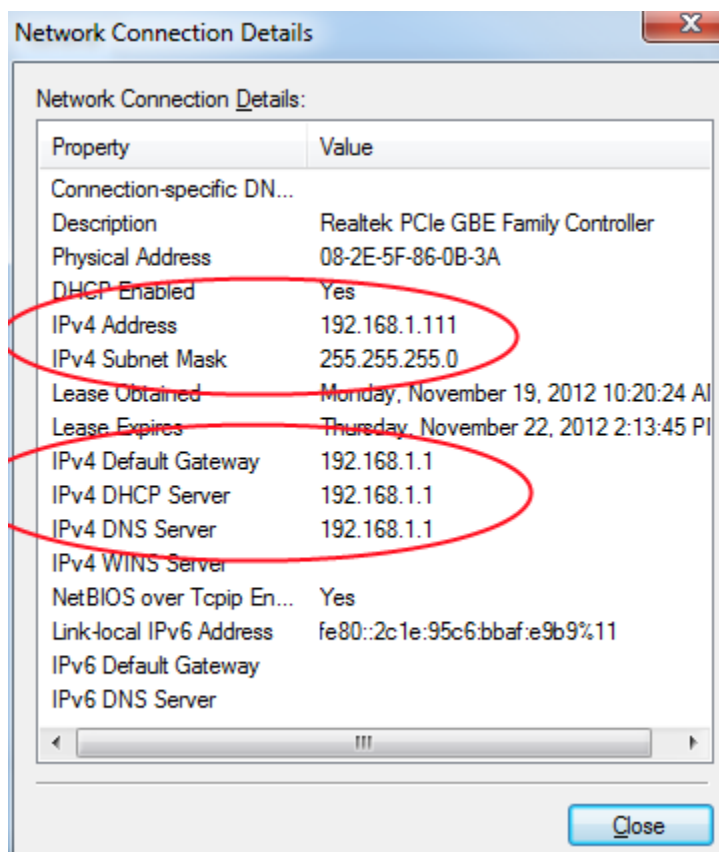 Network Connection Details
Network Connection Details:
Property Value
Connection-specific DN...
Description Realtek PCIe GBE Family Controller
Physical Address 08-2E-5F-86-0B-3A
DHCP Enabled Yes
IPv4 Address 192.168.1.111
IPv4 Subnet Mask 255.255.255.0
Lease Obtained Monday, November 19, 2012 10:20:24 A
Lease Expires Thursday, November 22, 2012 2:13:45 P
IPv4 Default Gateway 192.168.1.1
IPv4 DHCP Server 192.168.1.1
IPv4 DNS Server 192.168.1.1
IPv4 WINS Server
NetBIOS over Tcpip En... Yes
Link-local IPv6 Address fe80::2c1e:95c6:bbaf:e9b9%11
IPv6 Default Gateway
IPv6 DNS Server
Close